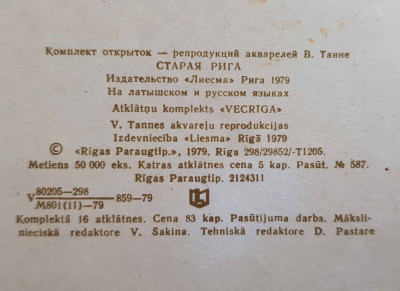 Комплект открыток — репродукций акварелей В. Танне
СТАРАЯ РИГА
Издательство «Лиесма» Рига 1979
На латышском и русском языках
Atklātņu komplekts «VECRĪGA»
V. Tannes akvareļu reprodukcijas
Izdevniecība «Liesma» Rīgā 1979
© «Rīgas Paraugtip.», 1979, Rīga 298/29852/-T1205.
Metiens 50 000 eks. Katras atklātnes cena 5 kap. Pasūt. № 587.
Rīgas Paraugtip. 2124311
V 80205—298 859—79
M801(11)—79
Komplektā 16 atklātnes. Cena 83 kap. Pasūtījuma darbs. Māksli-
nieciskā redaktore V. Sakina. Tehniskā redaktore D. Pastare